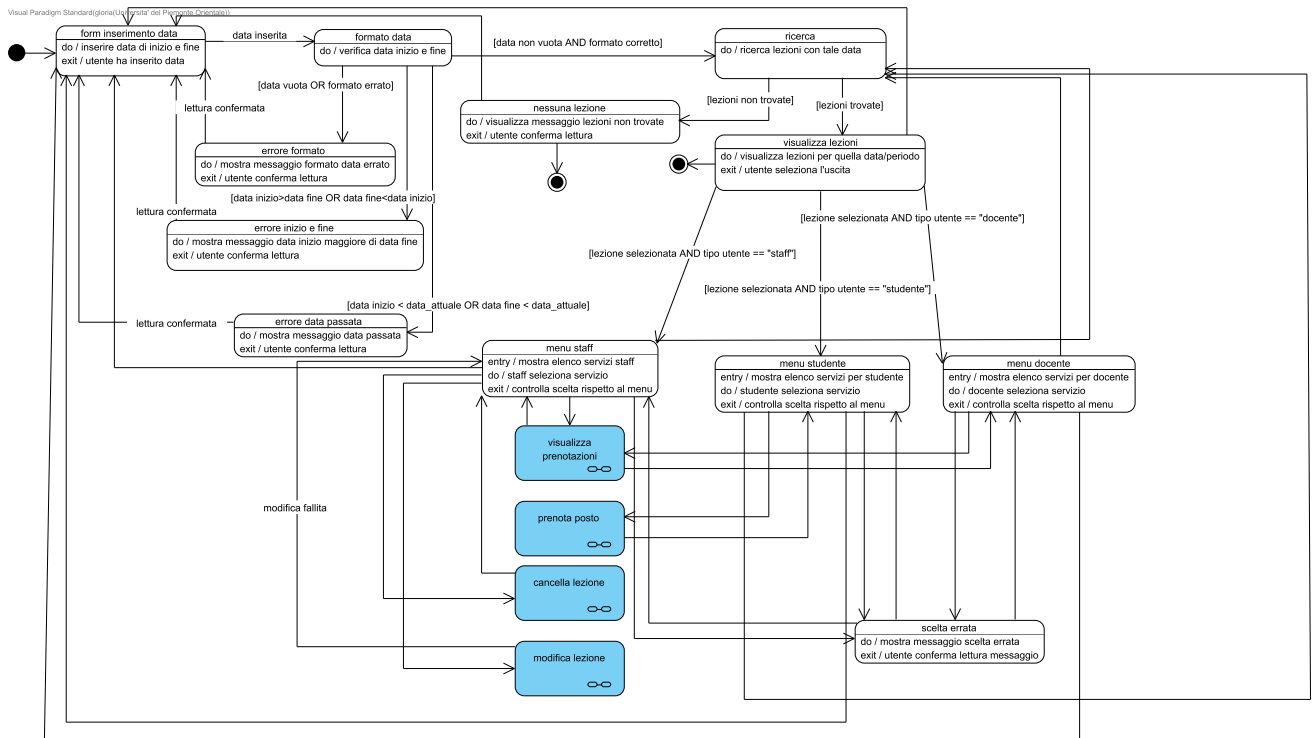 Visual Paradigm Standard(gloria(Universita' del Piemonte Orientale))
form inserimento data
do / inserire data di inizio e fine
exit / utente ha inserito data
data inserita
formato data
do / verifica data inizio e fine
[data non vuota AND formato corretto]
ricerca
do / ricerca lezioni con tale data
[data vuota OR formato errato]
lettura confermata
nessuna lezione
do / visualizza messaggio lezioni non trovate
exit / utente conferma lettura
[lezioni non trovate]
[lezioni trovate]
errore formato
do / mostra messaggio formato data errato
exit / utente conferma lettura
visualizza lezioni
do / visualizza lezioni per quella data/periodo
exit / utente seleziona l'uscita
[data inizio>data fine OR data fine<data inizio]
lettura confermata
errore inizio e fine
do / mostra messaggio data inizio maggiore di data fine
exit / utente conferma lettura
[lezione selezionata AND tipo utente == "docente"]
[lezione selezionata AND tipo utente == "staff"]
[lezione selezionata AND tipo utente == "studente"]
[data inizio < data_attuale OR data fine < data_attuale]
lettura confermata
errore data passata
do / mostra messaggio data passata
exit / utente conferma lettura
menu staff
entry / mostra elenco servizi staff
do / staff seleziona servizio
exit / controlla scelta rispetto al menu
menu studente
entry / mostra elenco servizi per studente
do / studente seleziona servizio
exit / controlla scelta rispetto al menu
menu docente
entry / mostra elenco servizi per docente
do / docente seleziona servizio
exit / controlla scelta rispetto al menu
visualizza
prenotazioni
modifica fallita
prenota posto
cancella lezione
modifica lezione
scelta errata
do / mostra messaggio scelta errata
exit / utente conferma lettura messaggio